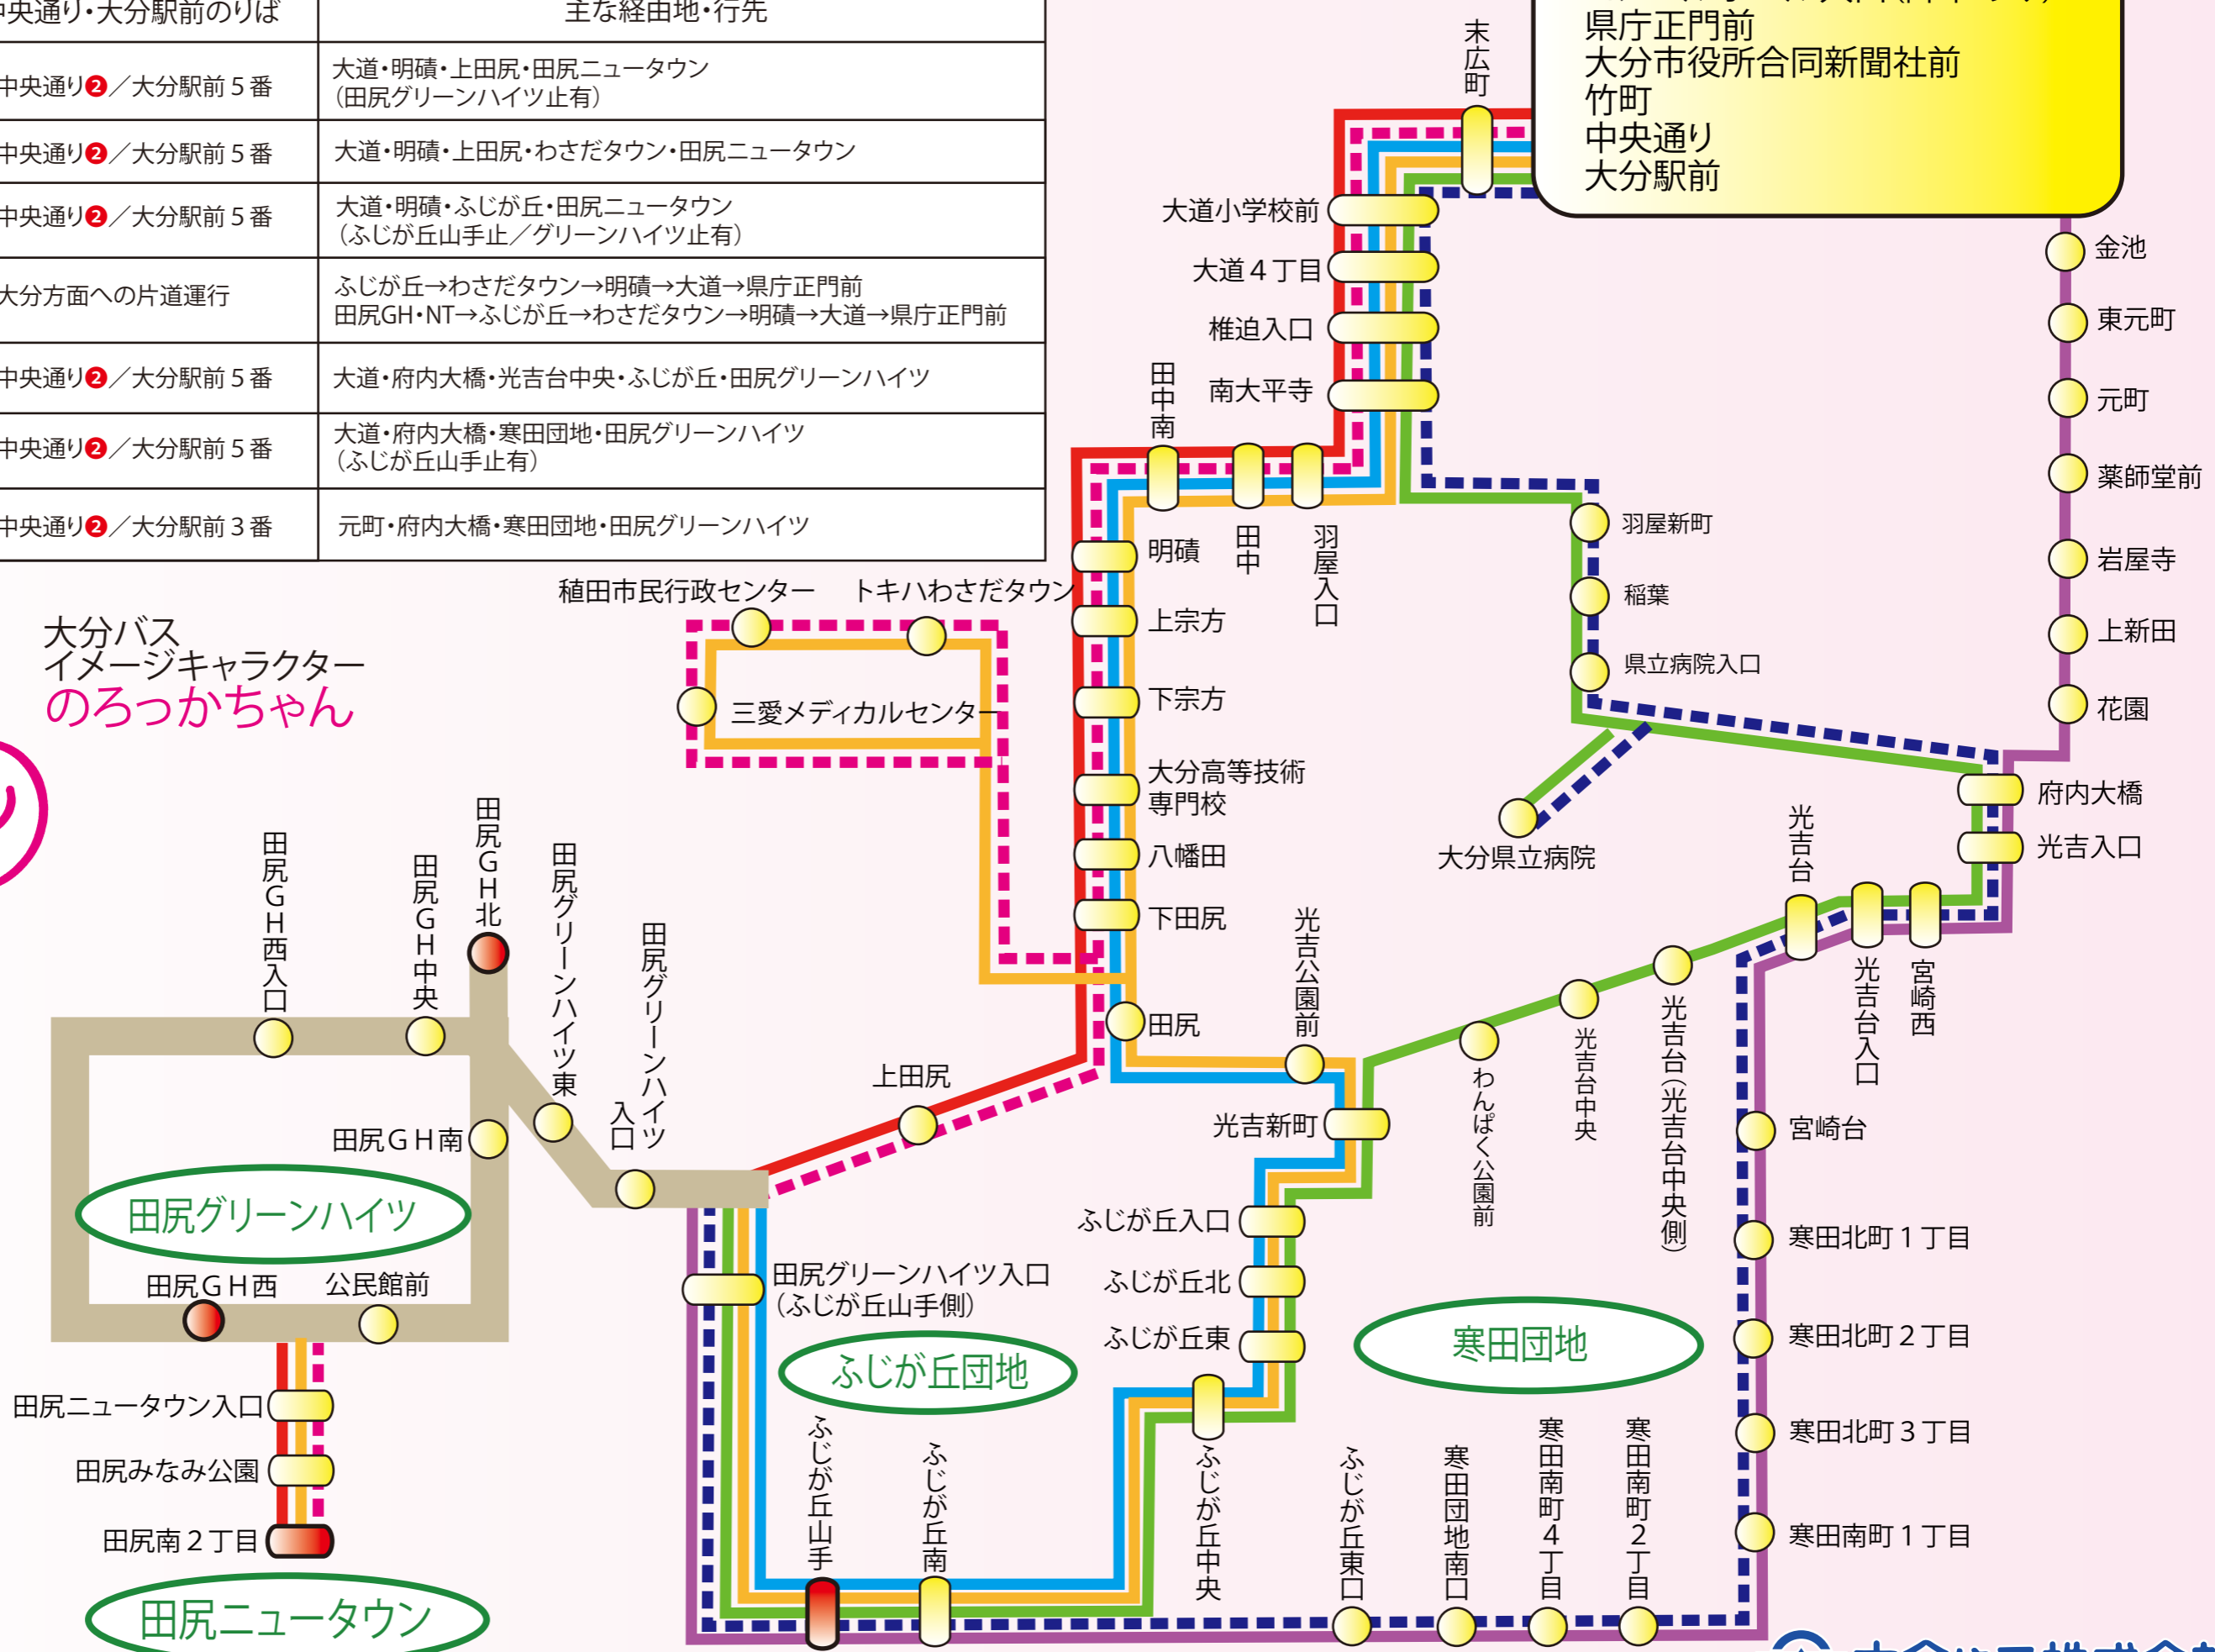 中央通り・大分駅前のりば
主な経由地・行先
中央通り❷／大分駅前５番
大道・明磧・上田尻・田尻ニュータウン
（田尻グリーンハイツ止有）
中央通り❷／大分駅前５番
大道・明磧・上田尻・わさだタウン・田尻ニュータウン
中央通り❷／大分駅前５番
大道・明磧・ふじが丘・田尻ニュータウン
（ふじが丘山手止／グリーンハイツ止有）
大分方面への片道運行
ふじが丘→わさだタウン→明磧→大道→県庁正門前
田尻GH・NT→ふじが丘→わさだタウン→明磧→大道→県庁正門前
中央通り❷／大分駅前５番
大道・府内大橋・光吉台中央・ふじが丘・田尻グリーンハイツ
中央通り❷／大分駅前５番
大道・府内大橋・寒田団地・田尻グリーンハイツ
（ふじが丘山手止有）
中央通り❷／大分駅前３番
元町・府内大橋・寒田団地・田尻グリーンハイツ
県庁正門前
大分市役所合同新聞社前
竹町
中央通り
大分駅前
末広町
大道小学校前
大道４丁目
椎迫入口
南大平寺
田中南
田中
羽屋入口
金池
東元町
元町
薬師堂前
岩屋寺
上新田
花園
羽屋新町
稲葉
県立病院入口
大分県立病院
府内大橋
光吉入口
明磧
上宗方
下宗方
大分高等技術
専門校
八幡田
下田尻
田尻
稙田市民行政センター
トキハわさだタウン
三愛メディカルセンター
大分バス
イメージキャラクター
のろっかちゃん
田尻ＧＨ西入口
田尻ＧＨ中央
田尻ＧＨ北
田尻グリーンハイツ東
田尻グリーンハイツ
入口
上田尻
光吉公園前
光吉新町
光吉台
光吉台入口
宮崎西
わんぱく公園前
光吉台中央
光吉台（光吉台中央側）
宮崎台
寒田北町１丁目
寒田北町２丁目
寒田北町３丁目
寒田南町１丁目
田尻ＧＨ南
田尻グリーンハイツ
田尻ＧＨ西
公民館前
田尻ニュータウン入口
田尻みなみ公園
田尻南２丁目
田尻ニュータウン
田尻グリーンハイツ入口
（ふじが丘山手側）
ふじが丘団地
ふじが丘入口
ふじが丘北
ふじが丘東
寒田団地
ふじが丘山手
ふじが丘南
ふじが丘中央
ふじが丘東口
寒田団地南口
寒田南町４丁目
寒田南町２丁目